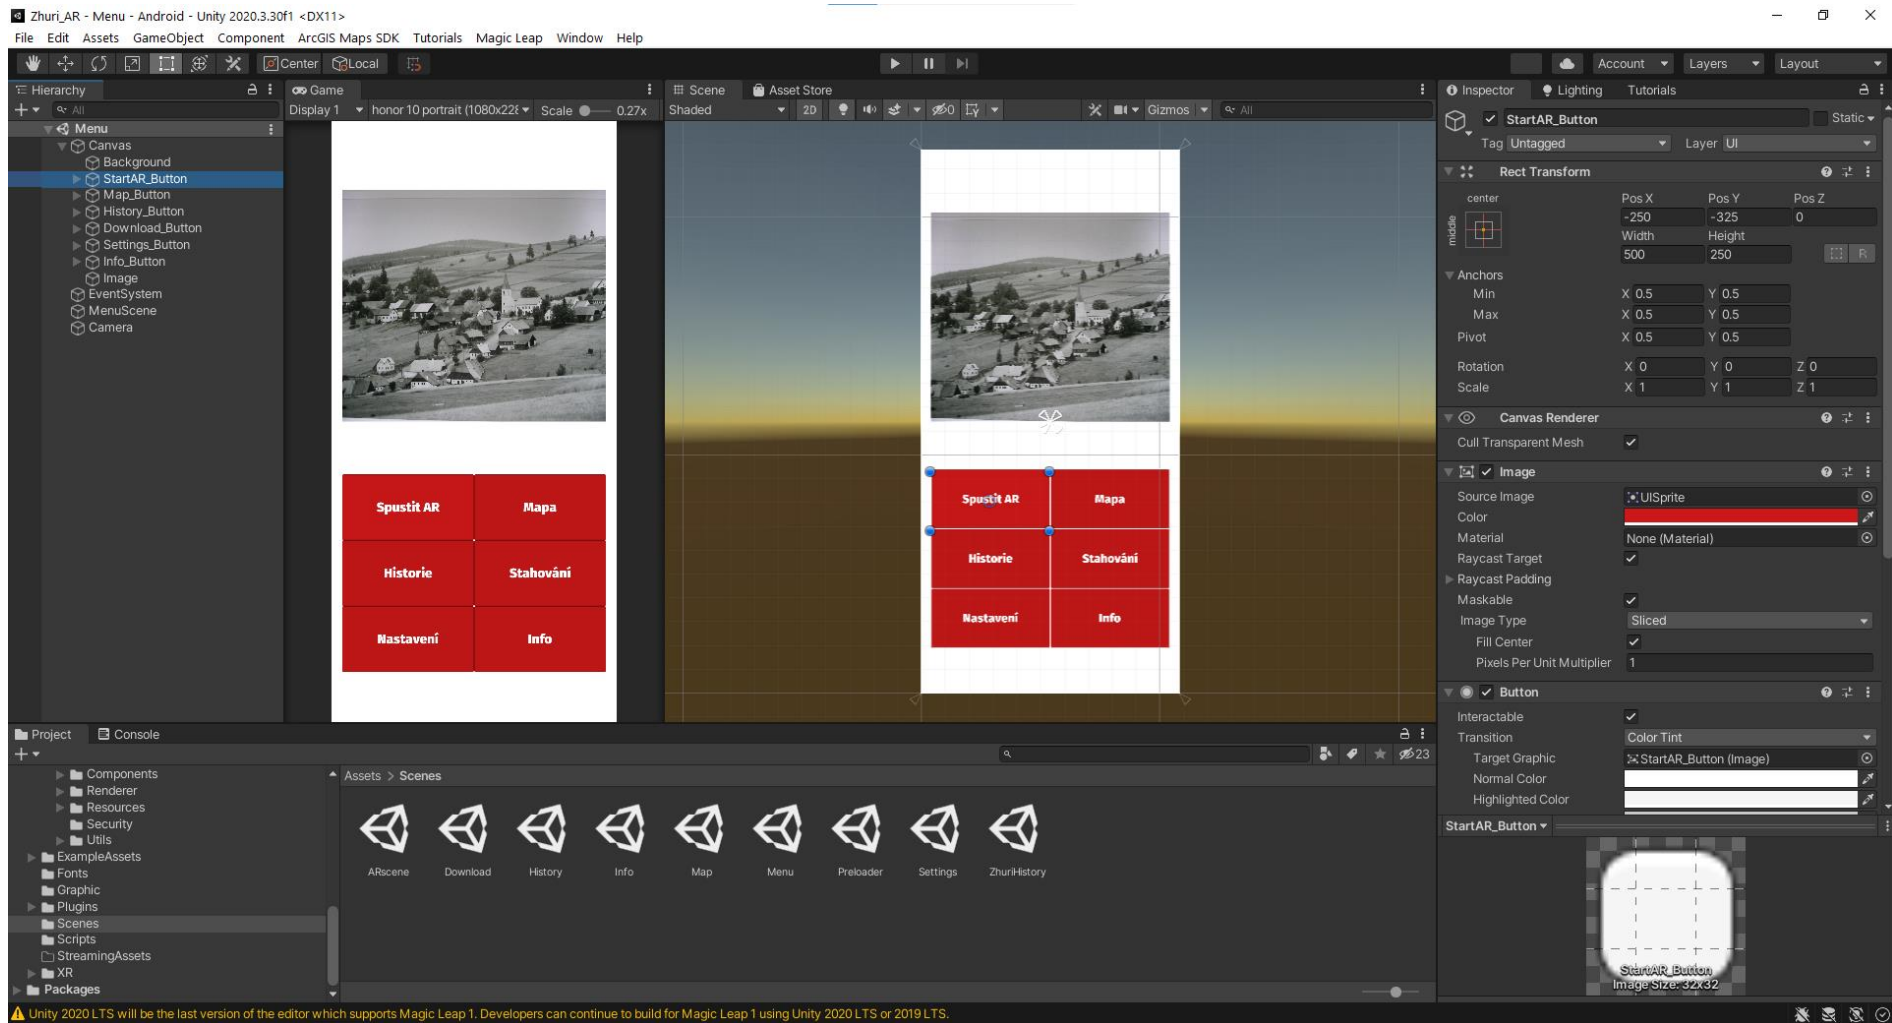 Zhuri_AR - Menu - Android - Unity 2020.3.30f1 <DX11>
File Edit Assets GameObject Component ArcGIS Maps SDK Tutorials Magic Leap Window Help
Center Local Account Layers Layout
Hierarchy
All
Menu
Canvas
Background
StartAR_Button
Map_Button
History_Button
Download_Button
Settings_Button
Info_Button
Image
EventSystem
MenuScene
Camera
Game
Display 1 honor 10 portrait (1080x228 Scale 0.27x
Spustit AR Mapa
Historie Stahování
Nastavení Info
Scene Asset Store
Shaded 2D 0 Gizmos All
Spustit AR Mapa
Historie Stahování
Nastavení Info
Inspector Lighting Tutorials
StartAR_Button Static
Tag Untagged Layer UI
Rect Transform
center
middle
Pos X Pos Y Pos Z
-250 -325 0
Width Height
500 250
R
Anchors
Min X 0.5 Y 0.5
Max X 0.5 Y 0.5
Pivot X 0.5 Y 0.5
Rotation X 0 Y 0 Z 0
Scale X 1 Y 1 Z 1
Canvas Renderer
Cull Transparent Mesh
Image
Source Image UISprite
Color
Material None (Material)
Raycast Target
Raycast Padding
Maskable
Image Type Sliced
Fill Center
Pixels Per Unit Multiplier 1
Button
Interactable
Transition Color Tint
Target Graphic StartAR_Button (Image)
Normal Color
Highlighted Color
StartAR_Button
StartAR_Button
Image Size: 32x32
Project Console
23
Components
Renderer
Resources
Security
Utils
ExampleAssets
Fonts
Graphic
Plugins
Scenes
Scripts
StreamingAssets
XR
Packages
Assets > Scenes
ARscene Download History Info Map Menu Preloader Settings ZhuriHistory
Unity 2020 LTS will be the last version of the editor which supports Magic Leap 1. Developers can continue to build for Magic Leap 1 using Unity 2020 LTS or 2019 LTS.